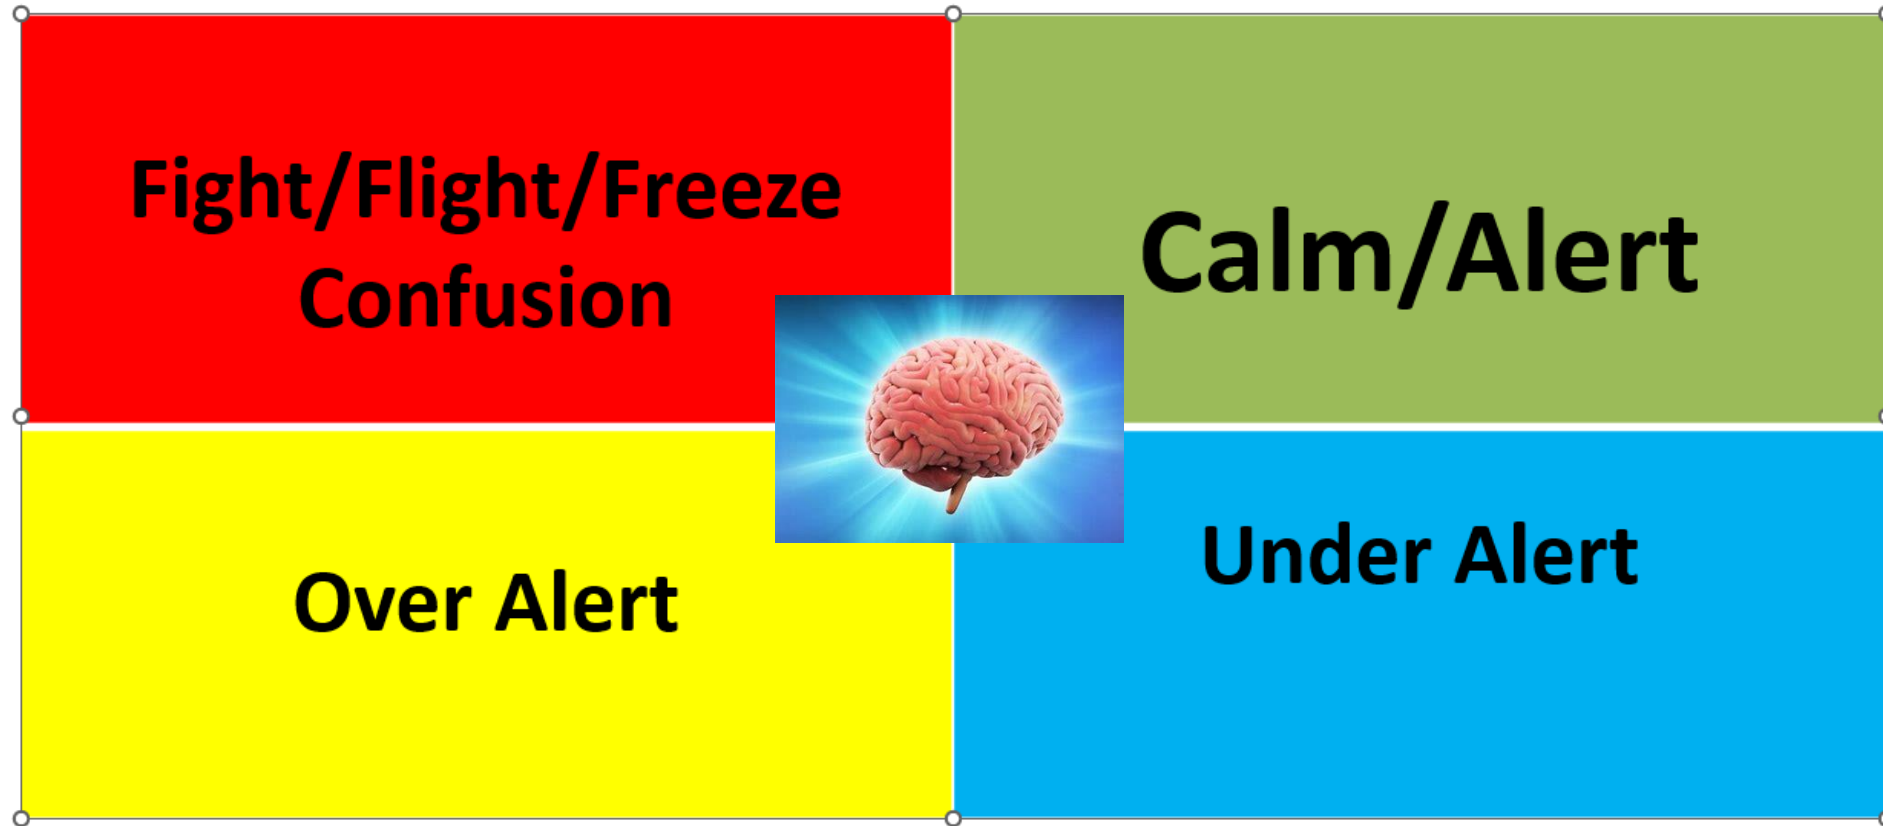 Fight/Flight/Freeze
Confusion
Calm/Alert
Over Alert
Under Alert